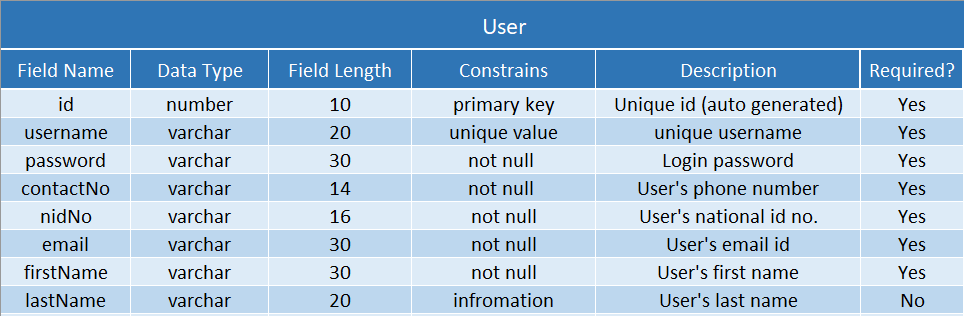 User
Field Name Data Type Field Length Constrains Description Required?
id number 10 primary key Unique id (auto generated) Yes
username varchar 20 unique value unique username Yes
password varchar 30 not null Login password Yes
contactNo varchar 14 not null User's phone number Yes
nidNo varchar 16 not null User's national id no. Yes
email varchar 30 not null User's email id Yes
firstName varchar 30 not null User's first name Yes
lastName varchar 20 infromation User's last name No